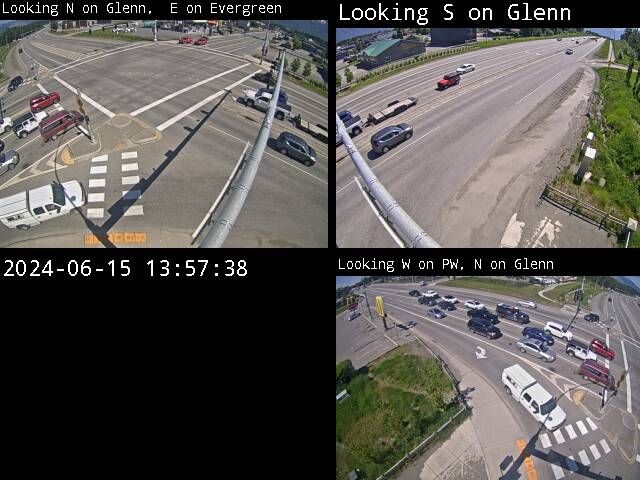 Looking N on Glenn,  E on Evergreen
Looking S on Glenn
2024-06-15 13:57:38
Looking W on PW, N on Glenn